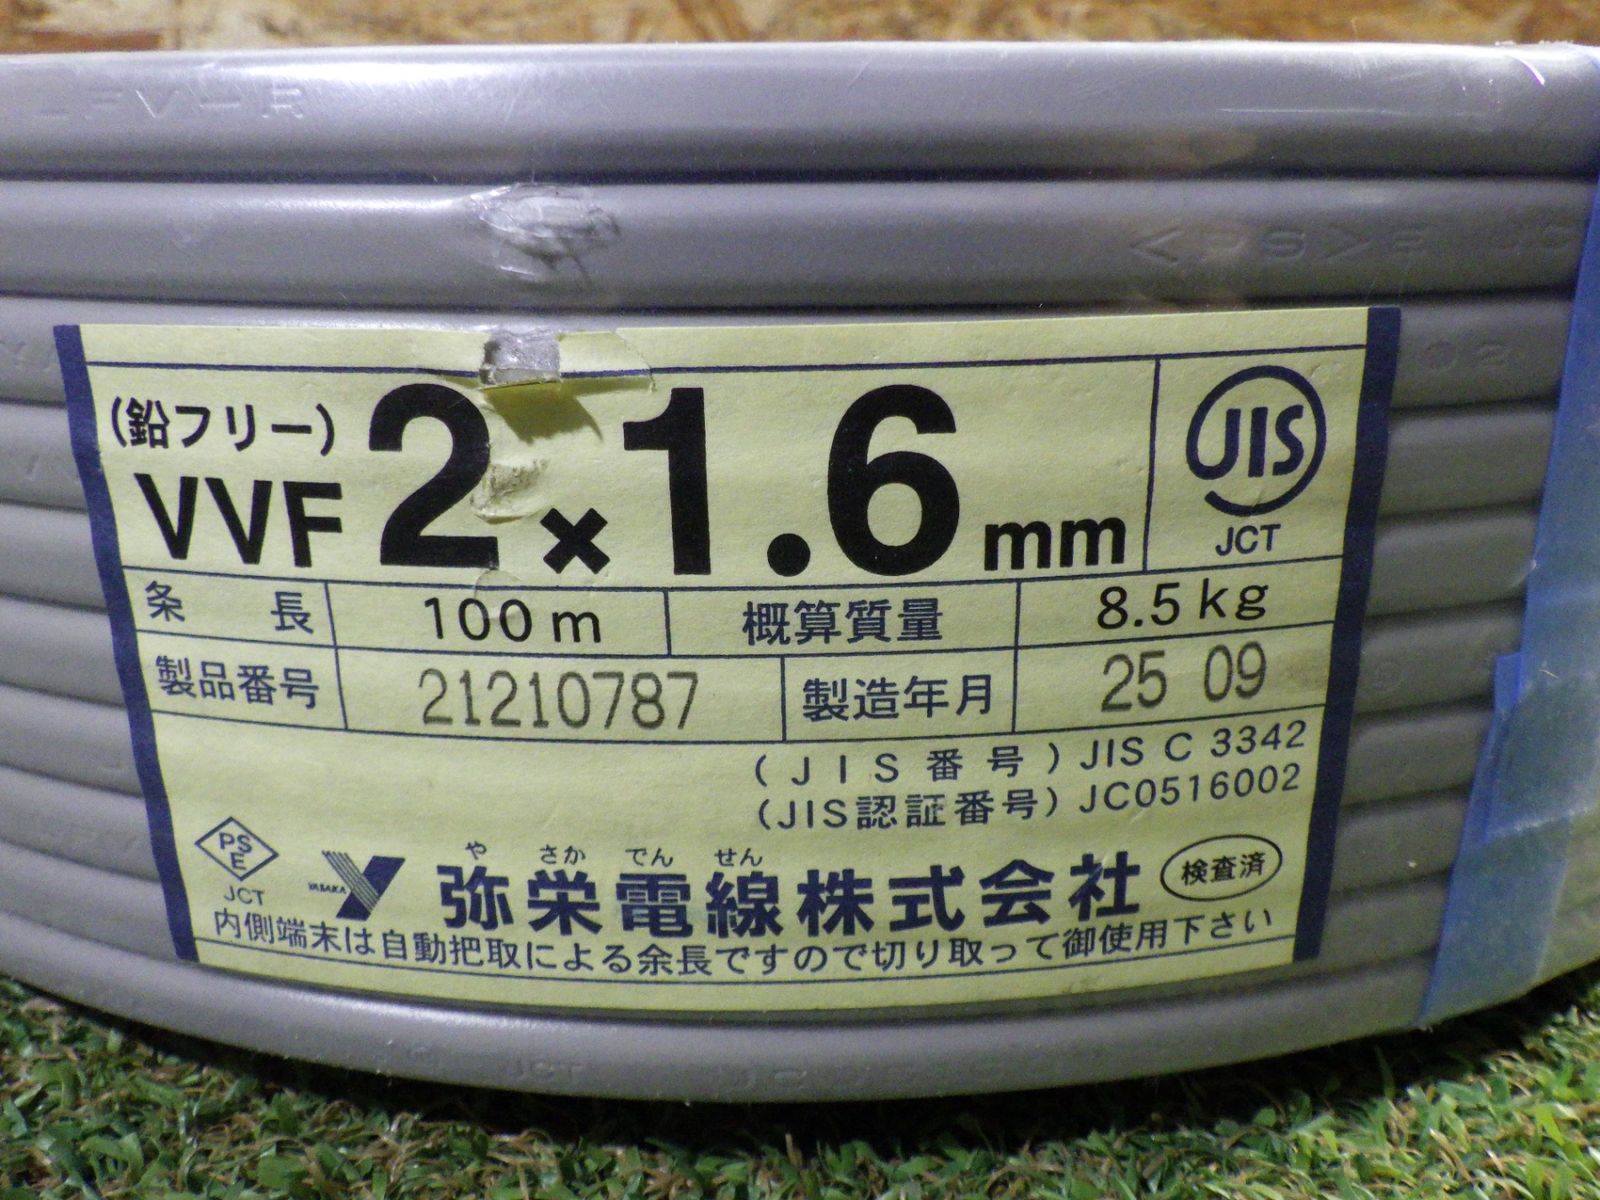 LFV-R
<PS>E
(鉛フリー)
VVF 2×1.6mm
JIS
JCT
条長 100m 概算質量 8.5kg
製品番号 21210787 製造年月 25 09
(JIS番号) JIS C 3342
(JIS認証番号) JC0516002
PS
E
JCT
YASAKA
や さか でん せん
弥栄電線株式会社
検査済
内側端末は自動把取による余長ですので切り取って御使用下さい
JCT